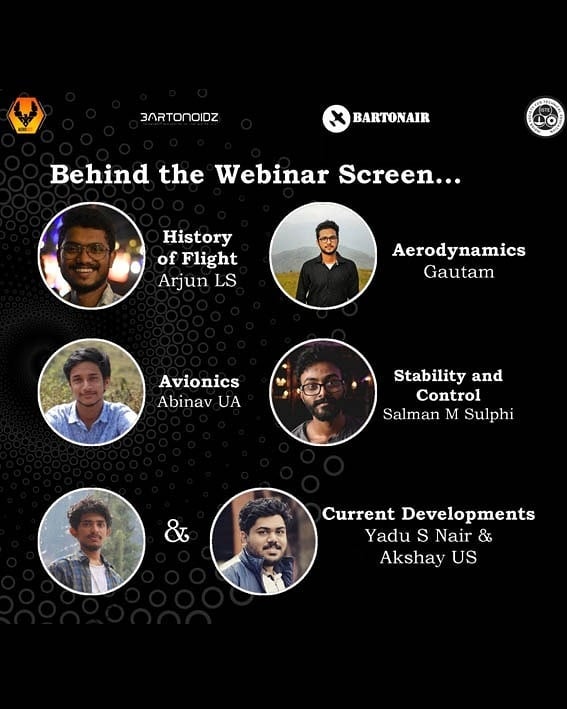 BARTONOIDZ
BARTONAIR
ISTE
Behind the Webinar Screen...
History
of Flight
Arjun LS
Aerodynamics
Gautam
Avionics
Abinav UA
Stability and
Control
Salman M Sulphi
&
Current Developments
Yadu S Nair &
Akshay US